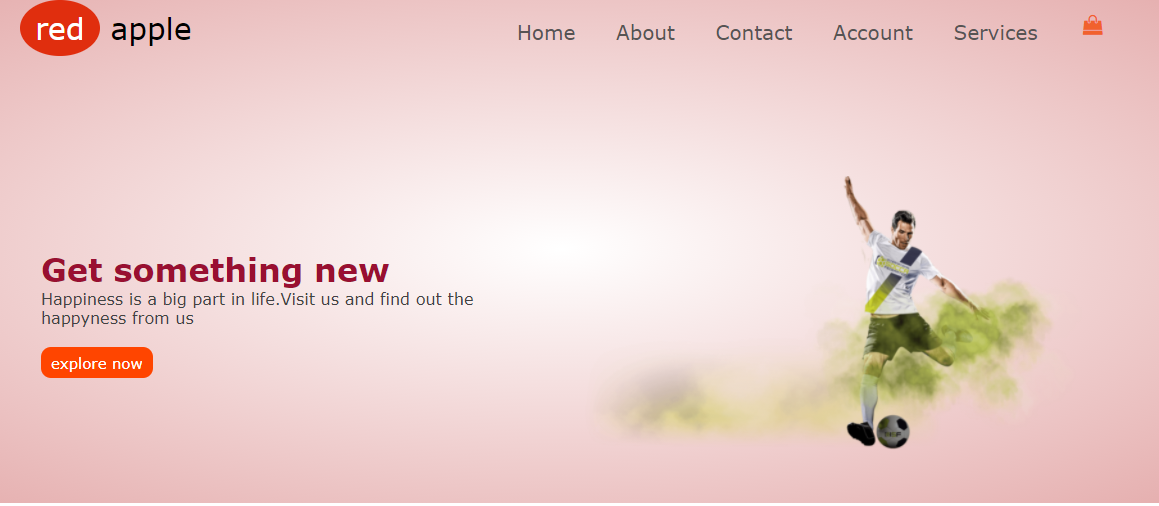 red apple
Home About Contact Account Services
Get something new
Happiness is a big part in life.Visit us and find out the
happyness from us
explore now